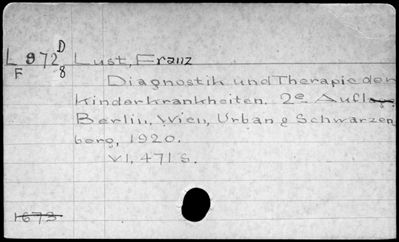 L 972 D Lust, Franz
F 8
Diagnostik und Therapie der
Kinderkrankheiten. 2e Aufl.
Berlin, Wien, Urban & Schwarzen
berg, 1920.
VI, 471 s.
1673